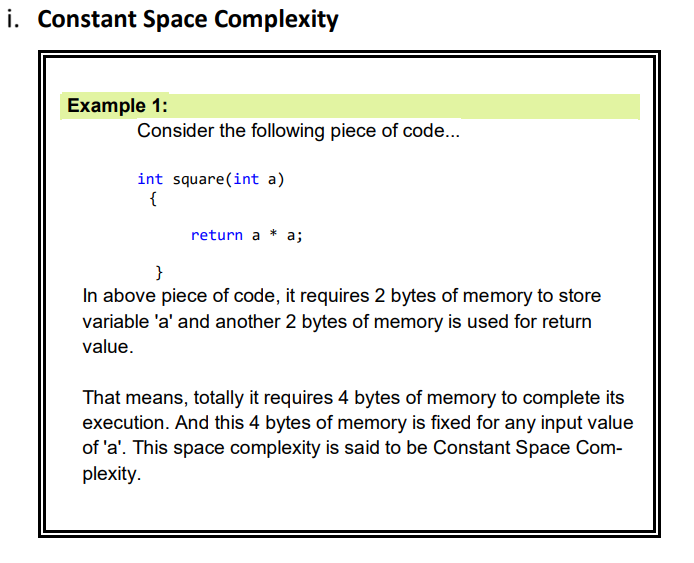 i. Constant Space Complexity
Example 1:
Consider the following piece of code...
int square(int a)
{
return a * a;
}
In above piece of code, it requires 2 bytes of memory to store
variable 'a' and another 2 bytes of memory is used for return
value.
That means, totally it requires 4 bytes of memory to complete its
execution. And this 4 bytes of memory is fixed for any input value
of 'a'. This space complexity is said to be Constant Space Com-
plexity.